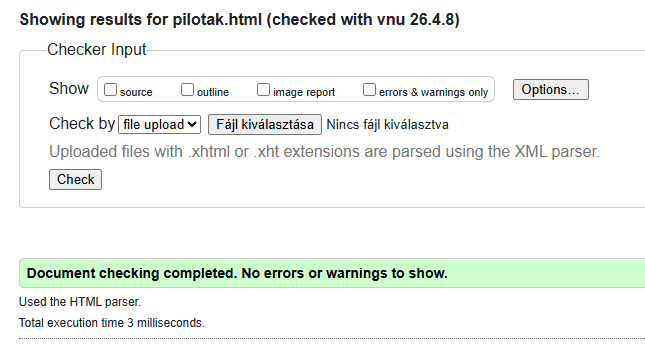 Showing results for pilotak.html (checked with vnu 26.4.8)
Checker Input
Show source outline image report errors & warnings only Options...
Check by file upload Fájl kiválasztása Nincs fájl kiválasztva
Uploaded files with .xhtml or .xht extensions are parsed using the XML parser.
Check
Document checking completed. No errors or warnings to show.
Used the HTML parser.
Total execution time 3 milliseconds.